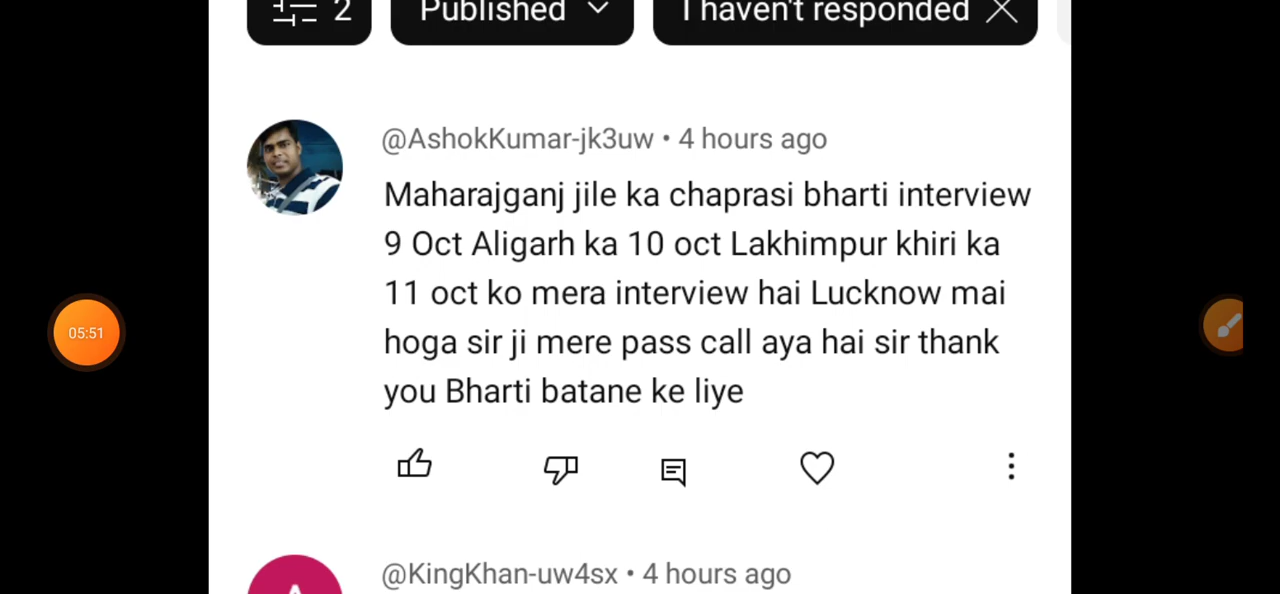 2 Published I haven't responded
@AshokKumar-jk3uw • 4 hours ago
Maharajganj jile ka chaprasi bharti interview
9 Oct Aligarh ka 10 oct Lakhimpur khiri ka
11 oct ko mera interview hai Lucknow mai
hoga sir ji mere pass call aya hai sir thank
you Bharti batane ke liye
05:51
@KingKhan-uw4sx • 4 hours ago